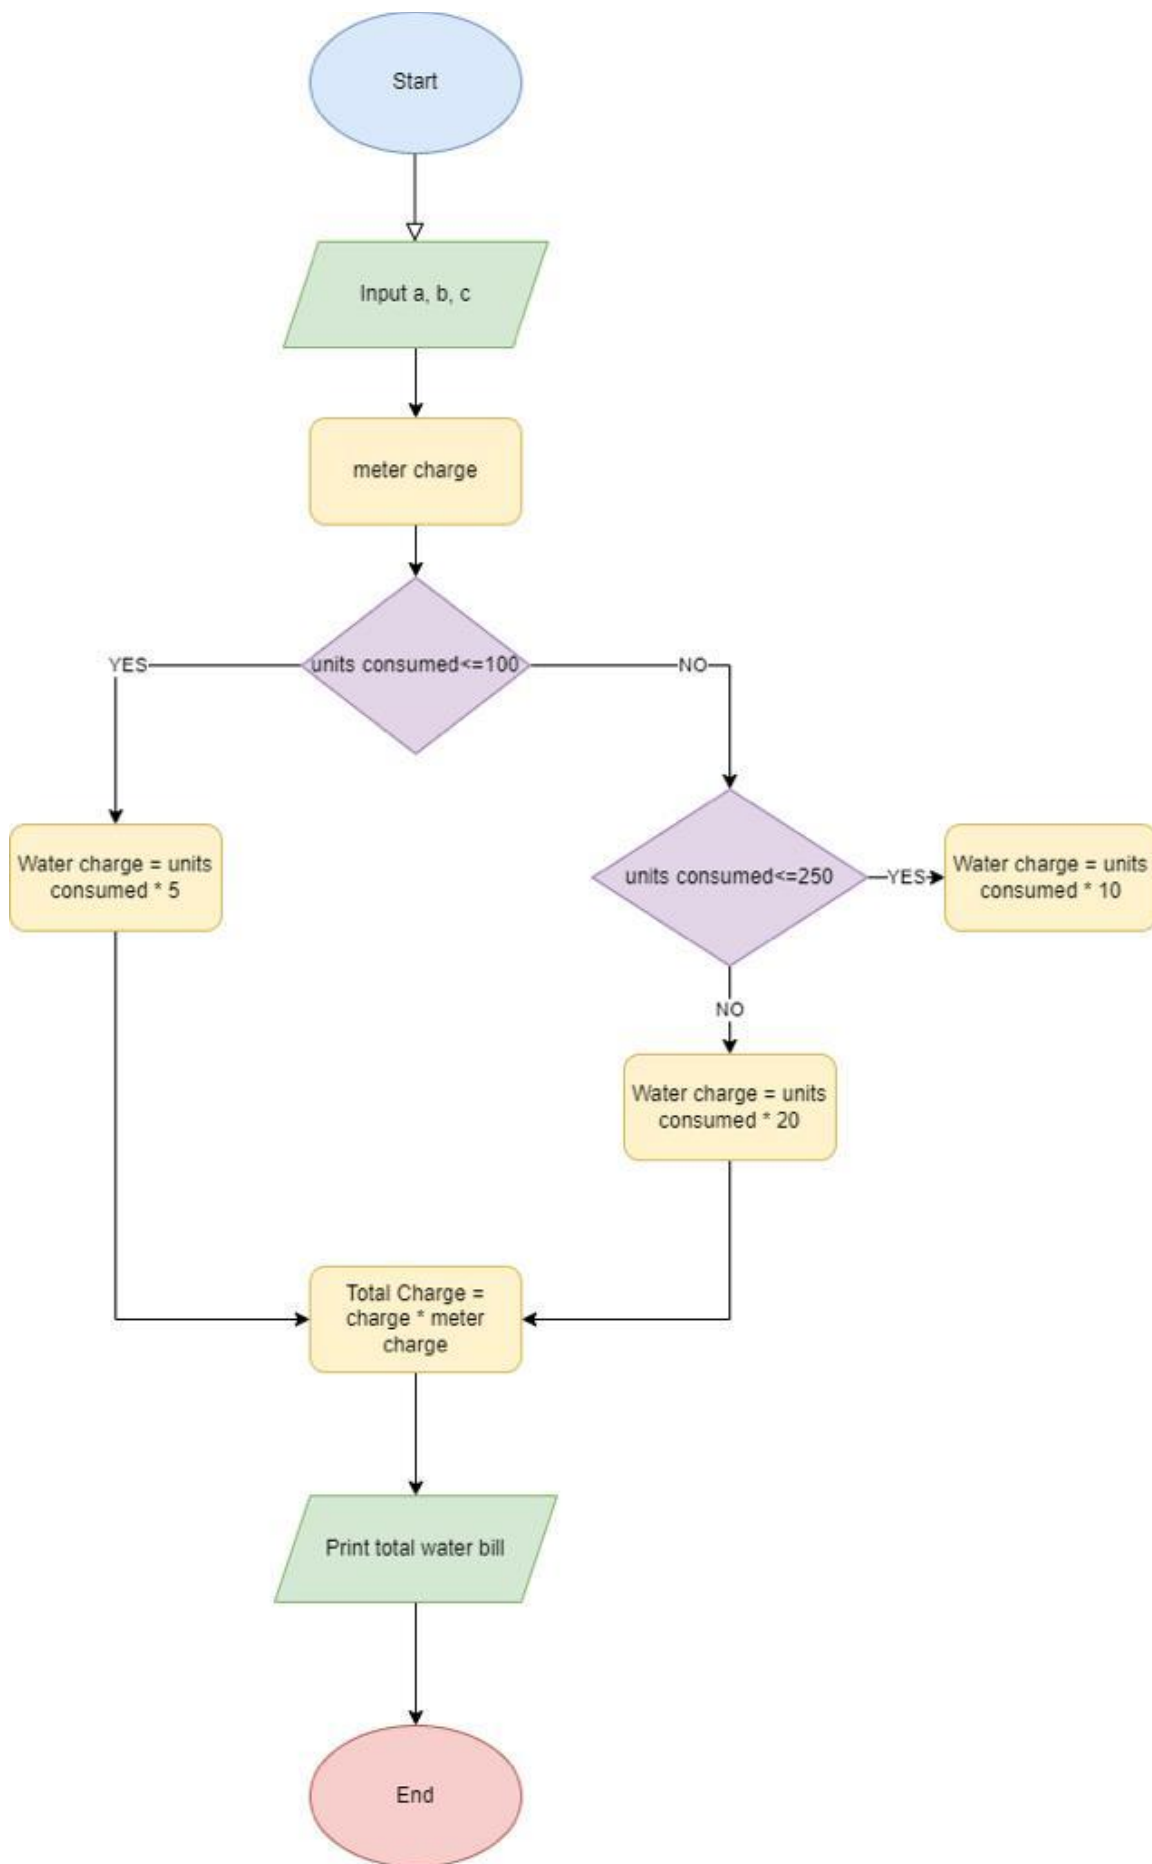 Start
Input a, b, c
meter charge
units consumed<=100
YES
NO
Water charge = units
consumed * 5
units consumed<=250
YES
Water charge = units
consumed * 10
NO
Water charge = units
consumed * 20
Total Charge =
charge * meter
charge
Print total water bill
End